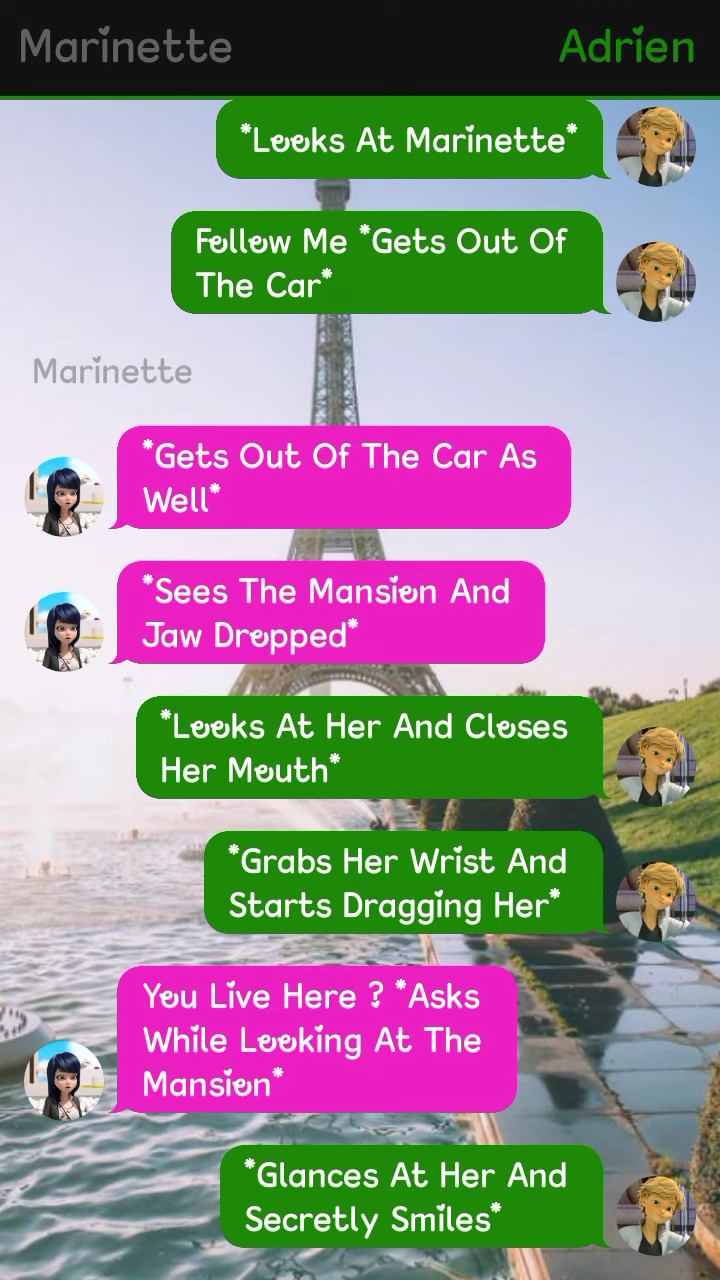 Marinette
Adrien
*Looks At Marinette*
Follow Me *Gets Out Of
The Car*
Marinette
*Gets Out Of The Car As
Well*
*Sees The Mansion And
Jaw Dropped*
*Looks At Her And Closes
Her Mouth*
*Grabs Her Wrist And
Starts Dragging Her*
You Live Here ? *Asks
While Looking At The
Mansion*
*Glances At Her And
Secretly Smiles*